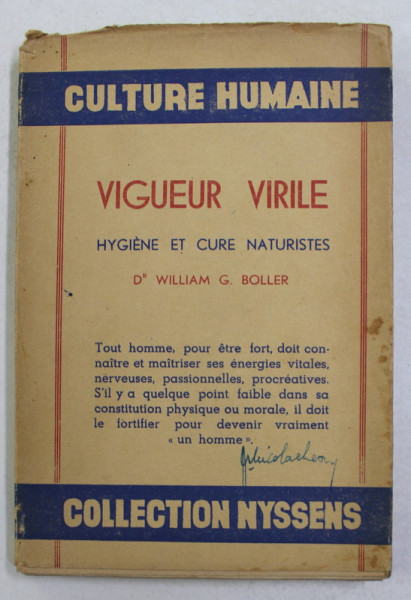 CULTURE HUMAINE
VIGUEUR VIRILE
HYGIÈNE ET CURE NATURISTES
Dr WILLIAM G. BOLLER
Tout homme, pour être fort, doit con-
naître et maîtriser ses énergies vitales,
nerveuses, passionnelles, procréatives.
S'il y a quelque point faible dans sa
constitution physique ou morale, il doit
le fortifier pour devenir vraiment
« un homme ».
COLLECTION NYSSENS